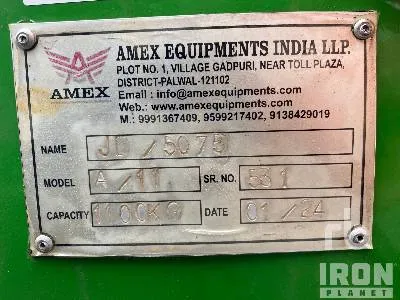 AMEX
AMEX EQUIPMENTS INDIA LLP.
PLOT NO. 1, VILLAGE GADPURI, NEAR TOLL PLAZA,
DISTRICT-PALWAL-121102
Email : info@amexequipments.com
Web.: www.amexequipments.com
M.: 9991367409, 9599217402, 9138429019
NAME JD/5075
MODEL A/11 SR. NO. 531
CAPACITY 1100KG DATE 01/24
IRON
PLANET